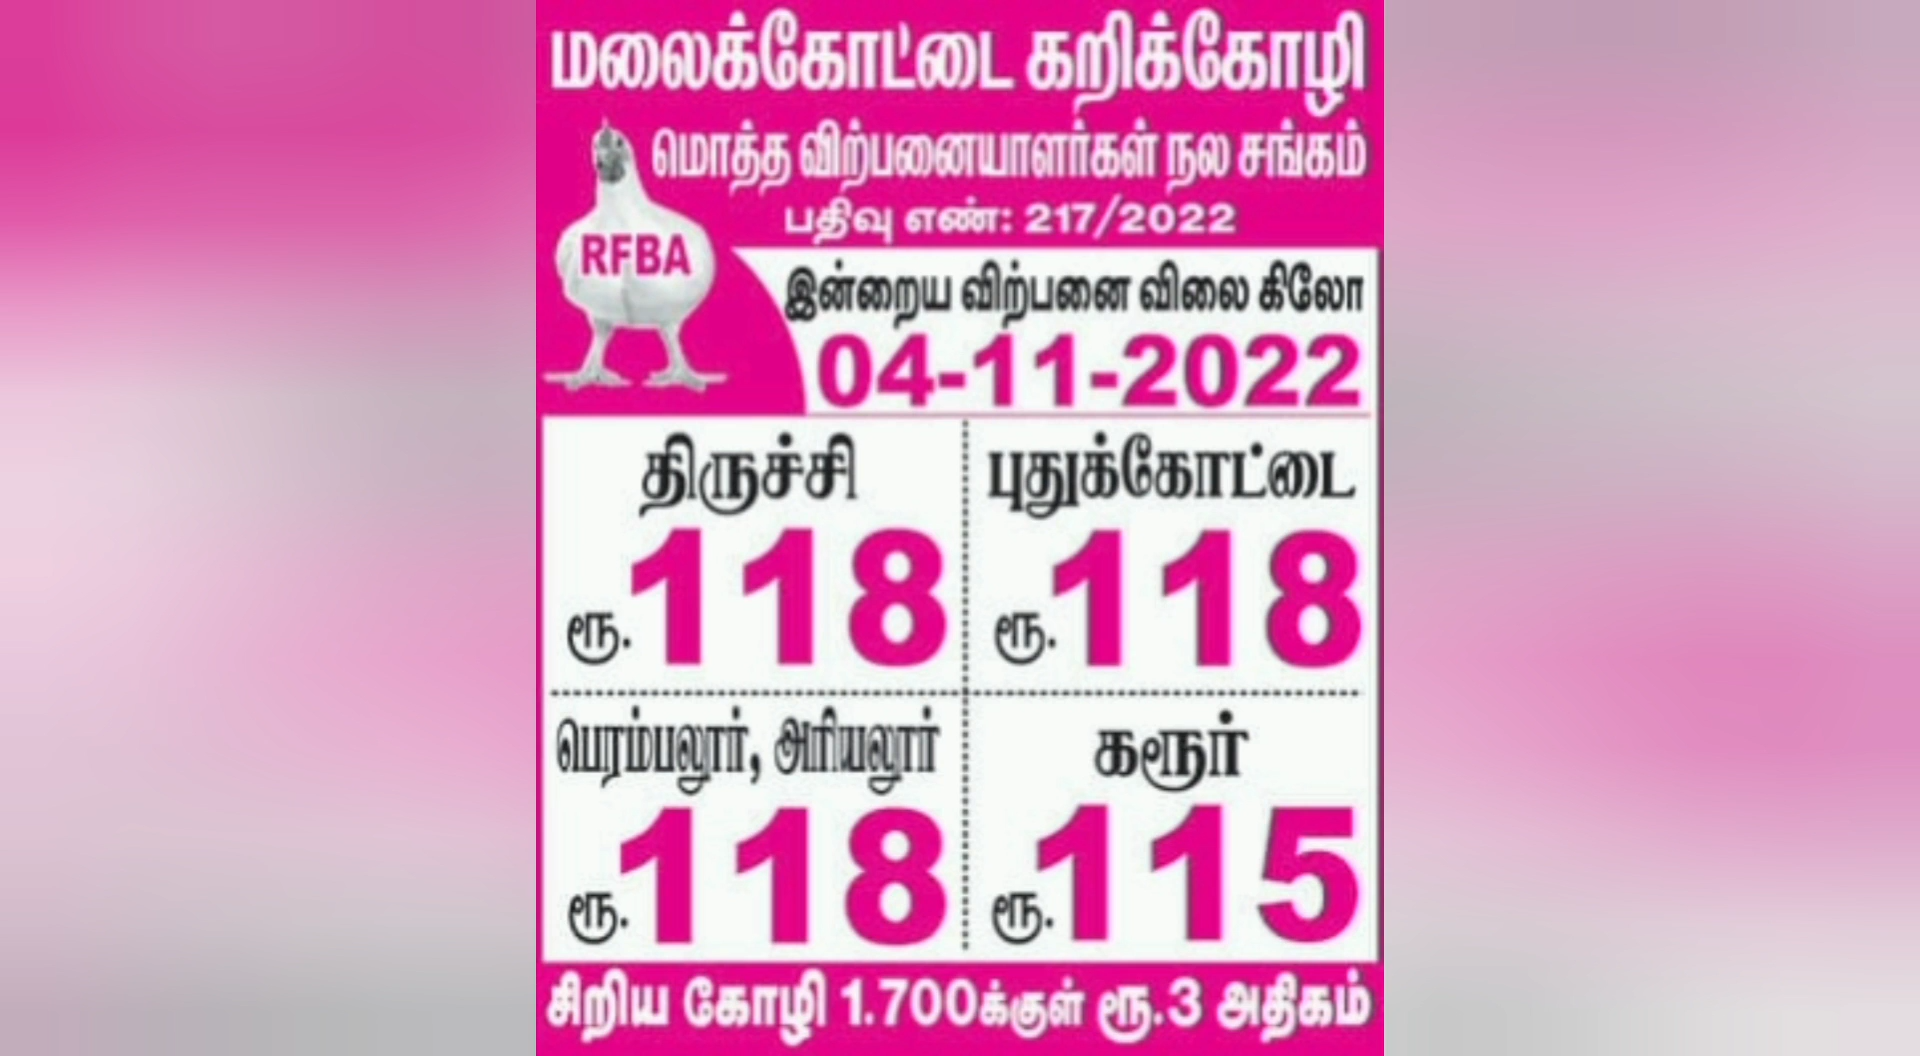 மலைக்கோட்டை கறிக்கோழி
மொத்த விற்பனையாளர்கள் நல சங்கம்
பதிவு எண்: 217/2022
RFBA
இன்றைய விற்பனை விலை கிலோ
04-11-2022
திருச்சி
ரூ.118
புதுக்கோட்டை
ரூ.118
பெரம்பலூர், அரியலூர்
ரூ.118
கரூர்
ரூ.115
சிறிய கோழி 1.700க்குள் ரூ.3 அதிகம்